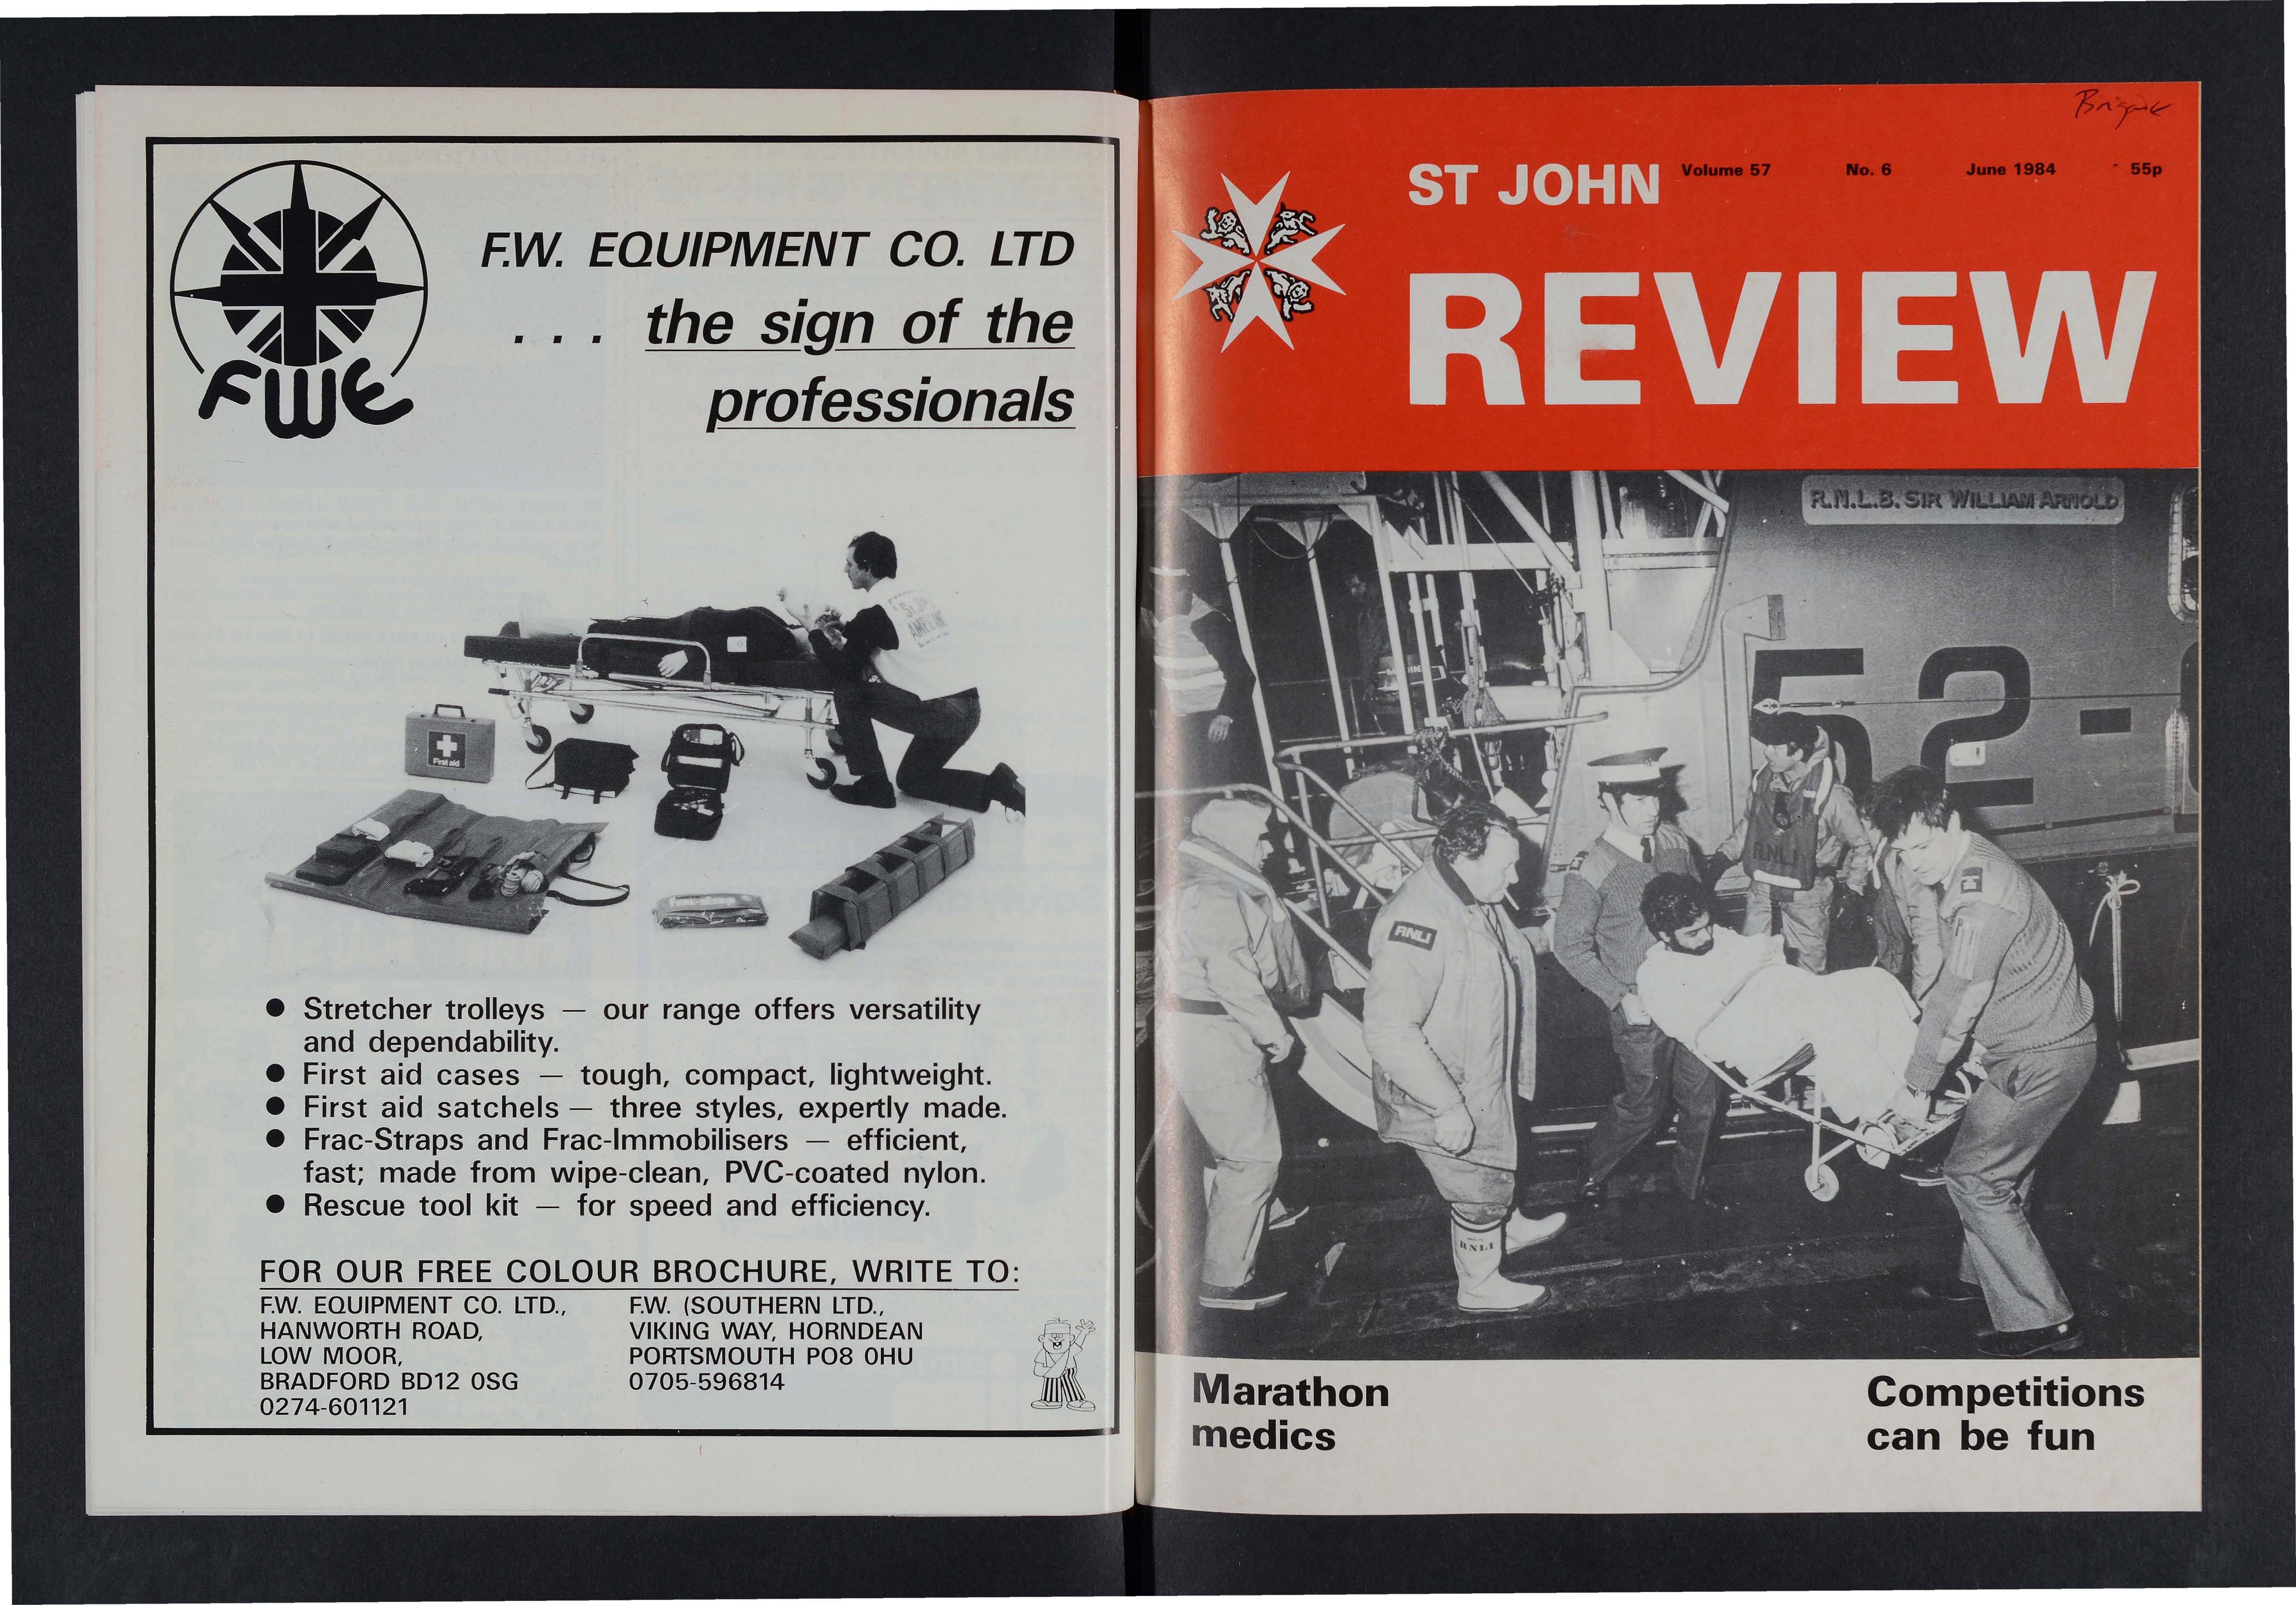 FWE
F.W. EQUIPMENT CO. LTD
. . . the sign of the
professionals
First aid
● Stretcher trolleys — our range offers versatility
and dependability.
● First aid cases — tough, compact, lightweight.
● First aid satchels — three styles, expertly made.
● Frac-Straps and Frac-Immobilisers — efficient,
fast; made from wipe-clean, PVC-coated nylon.
● Rescue tool kit — for speed and efficiency.
FOR OUR FREE COLOUR BROCHURE, WRITE TO:
F.W. EQUIPMENT CO. LTD.,
HANWORTH ROAD,
LOW MOOR,
BRADFORD BD12 0SG
0274-601121
F.W. (SOUTHERN LTD.,
VIKING WAY, HORNDEAN
PORTSMOUTH PO8 0HU
0705-596814
Brigade
ST JOHN
Volume 57 No. 6 June 1984 55p
REVIEW
R.N.L.B. SIR WILLIAM ARNOLD
52-
RNLI
RNLI
RNLI
Marathon
medics
Competitions
can be fun